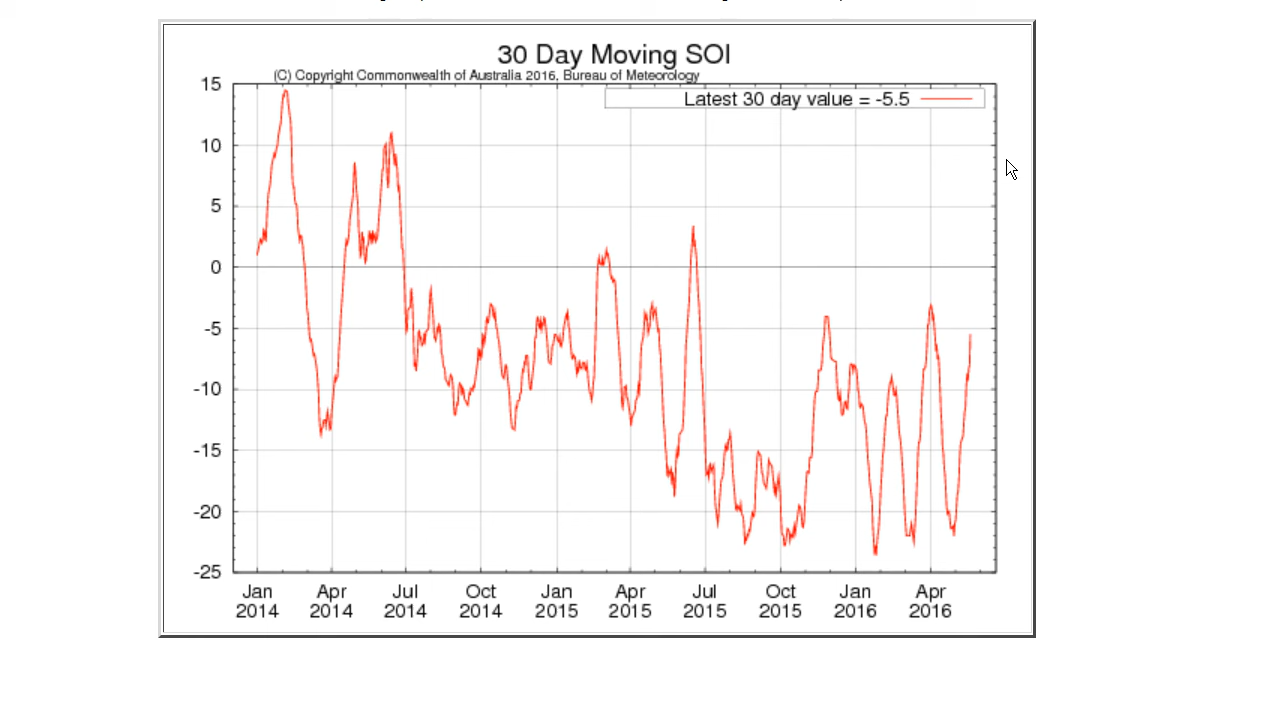 30 Day Moving SOI
(C) Copyright Commonwealth of Australia 2016, Bureau of Meteorology
Latest 30 day value = -5.5
15
10
5
0
-5
-10
-15
-20
-25
Jan Apr Jul Oct Jan Apr Jul Oct Jan Apr
2014 2014 2014 2014 2015 2015 2015 2015 2016 2016